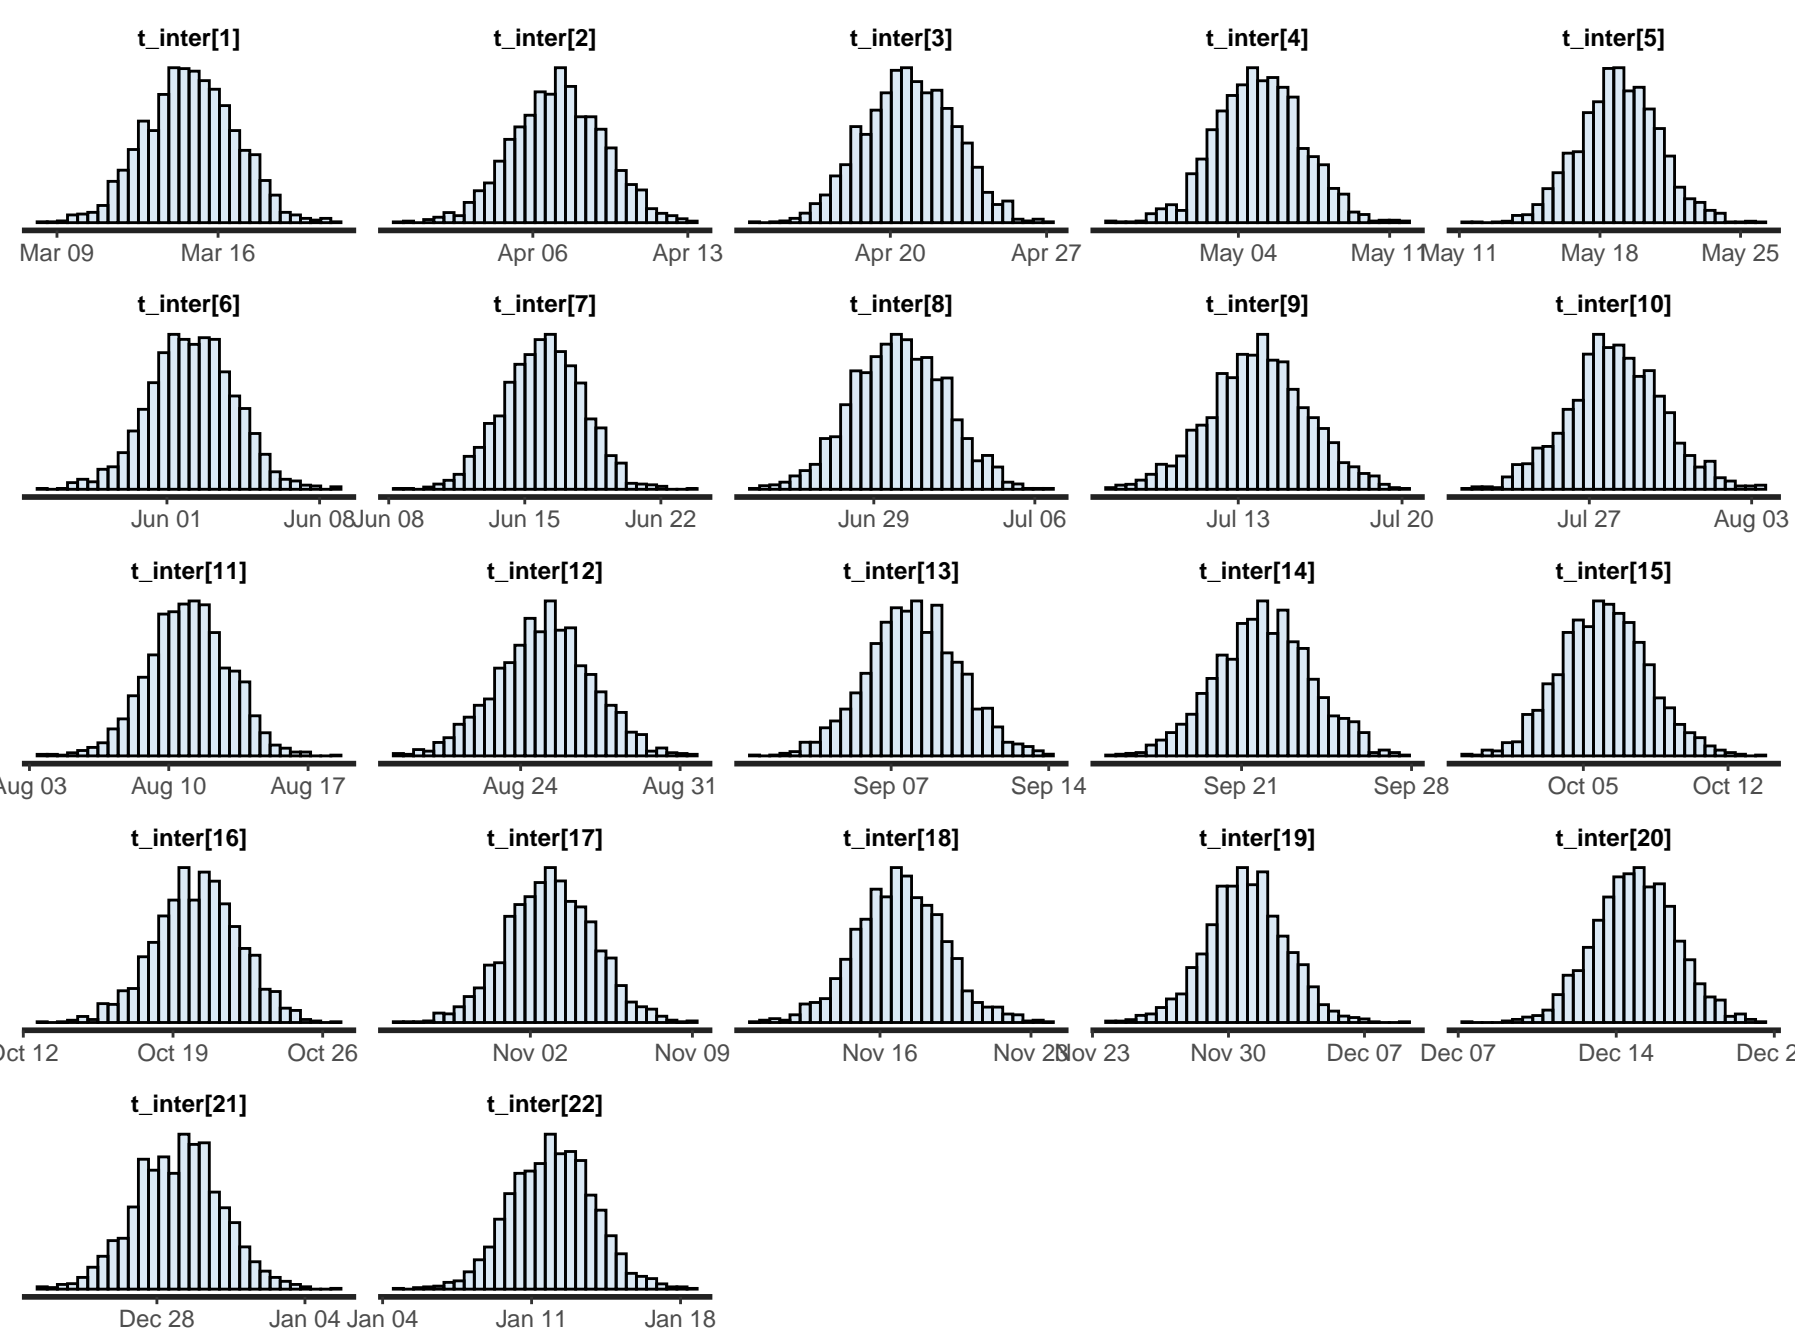 t_inter[1] t_inter[2] t_inter[3] t_inter[4] t_inter[5]
Mar 09 Mar 16 Apr 06 Apr 13 Apr 20 Apr 27 May 04 May 11 May 11 May 18 May 25
t_inter[6] t_inter[7] t_inter[8] t_inter[9] t_inter[10]
Jun 01 Jun 08 Jun 08 Jun 15 Jun 22 Jun 29 Jul 06 Jul 13 Jul 20 Jul 27 Aug 03
t_inter[11] t_inter[12] t_inter[13] t_inter[14] t_inter[15]
Aug 03 Aug 10 Aug 17 Aug 24 Aug 31 Sep 07 Sep 14 Sep 21 Sep 28 Oct 05 Oct 12
t_inter[16] t_inter[17] t_inter[18] t_inter[19] t_inter[20]
Oct 12 Oct 19 Oct 26 Nov 02 Nov 09 Nov 16 Nov 23 Nov 23 Nov 30 Dec 07 Dec 07 Dec 14 Dec 2
t_inter[21] t_inter[22]
Dec 28 Jan 04 Jan 04 Jan 11 Jan 18